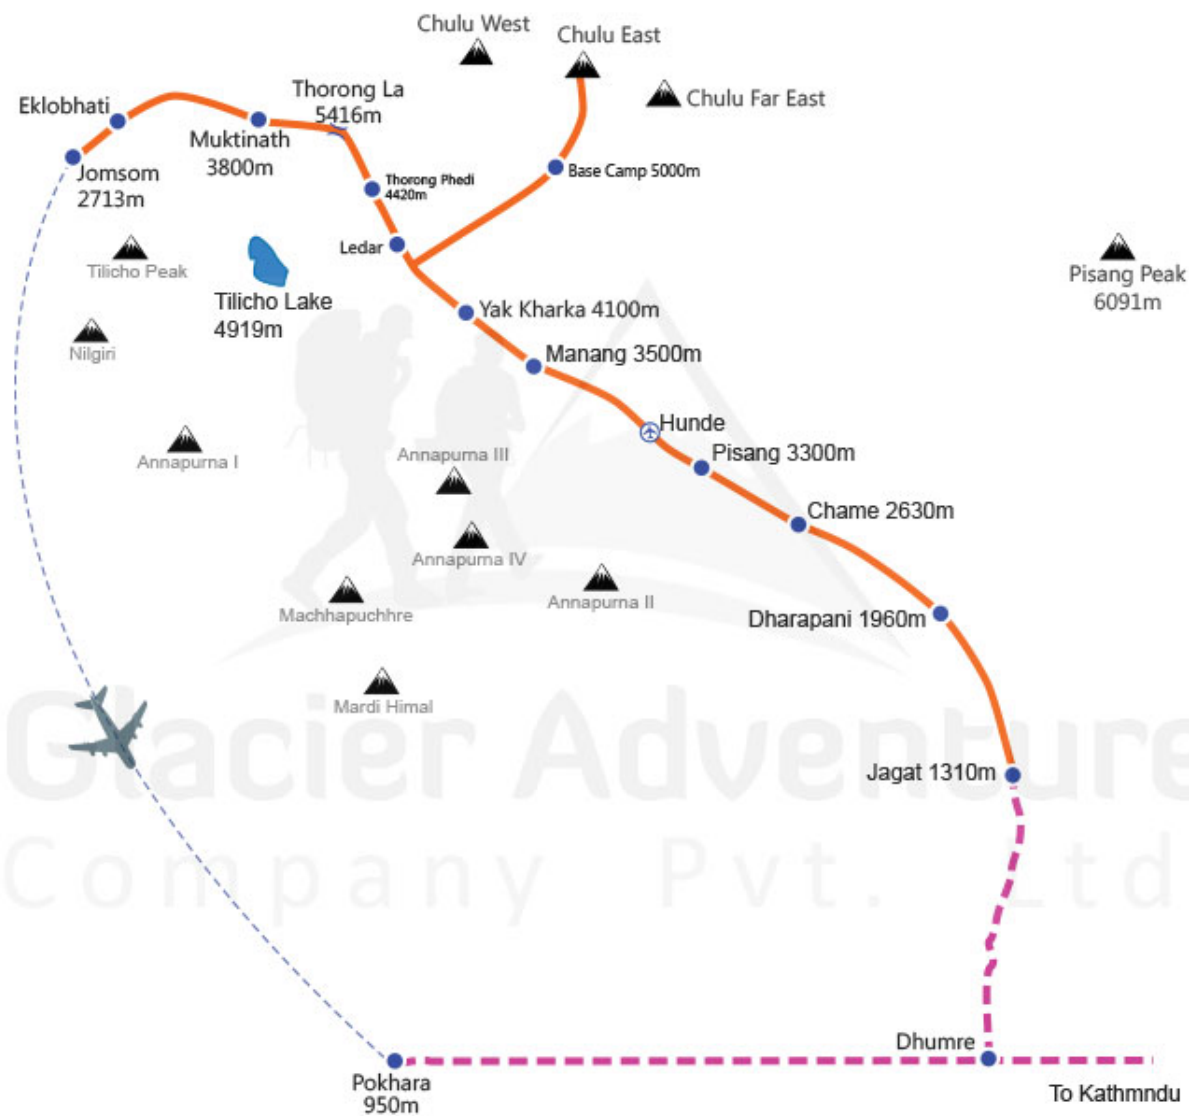 Chulu West
Chulu East
Chulu Far East
Eklobhati
Thorong La
5416m
Muktinath
3800m
Jomsom
2713m
Thorong Phedi
4420m
Base Camp 5000m
Ledar
Tilicho Peak
Tilicho Lake
4919m
Pisang Peak
6091m
Yak Kharka 4100m
Nilgiri
Manang 3500m
Hunde
Annapurna I
Annapurna III
Pisang 3300m
Chame 2630m
Annapurna IV
Annapurna II
Machhapuchhre
Dharapani 1960m
Mardi Himal
Glacier Adventure
Jagat 1310m
Company Pvt. Ltd
Dhumre
Pokhara
950m
To Kathmndu